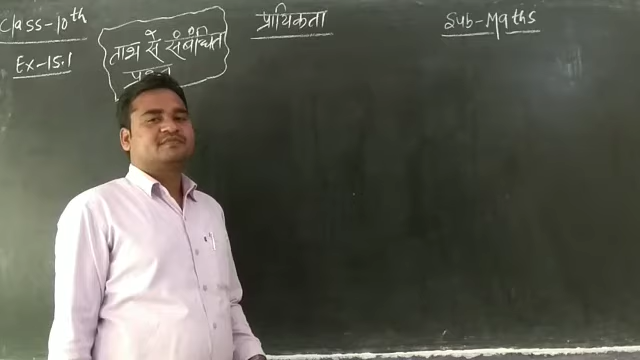 Class-10th
Ex-15.1
ताश से संबंधित
प्रश्न
प्रायिकता
Sub-Maths